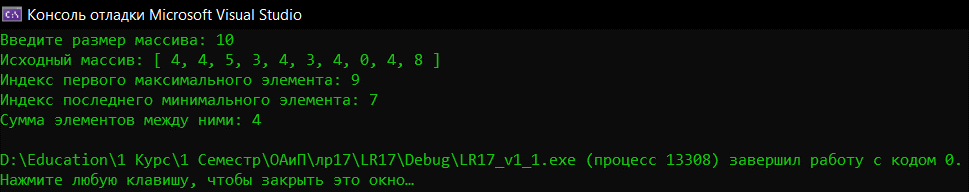 C:\ Консоль отладки Microsoft Visual Studio
Введите размер массива: 10
Исходный массив: [ 4, 4, 5, 3, 4, 3, 4, 0, 4, 8 ]
Индекс первого максимального элемента: 9
Индекс последнего минимального элемента: 7
Сумма элементов между ними: 4
D:\Education\1 Курс\1 Семестр\ОАиП\лр17\LR17\Debug\LR17_v1_1.exe (процесс 13308) завершил работу с кодом 0.
Нажмите любую клавишу, чтобы закрыть это окно…